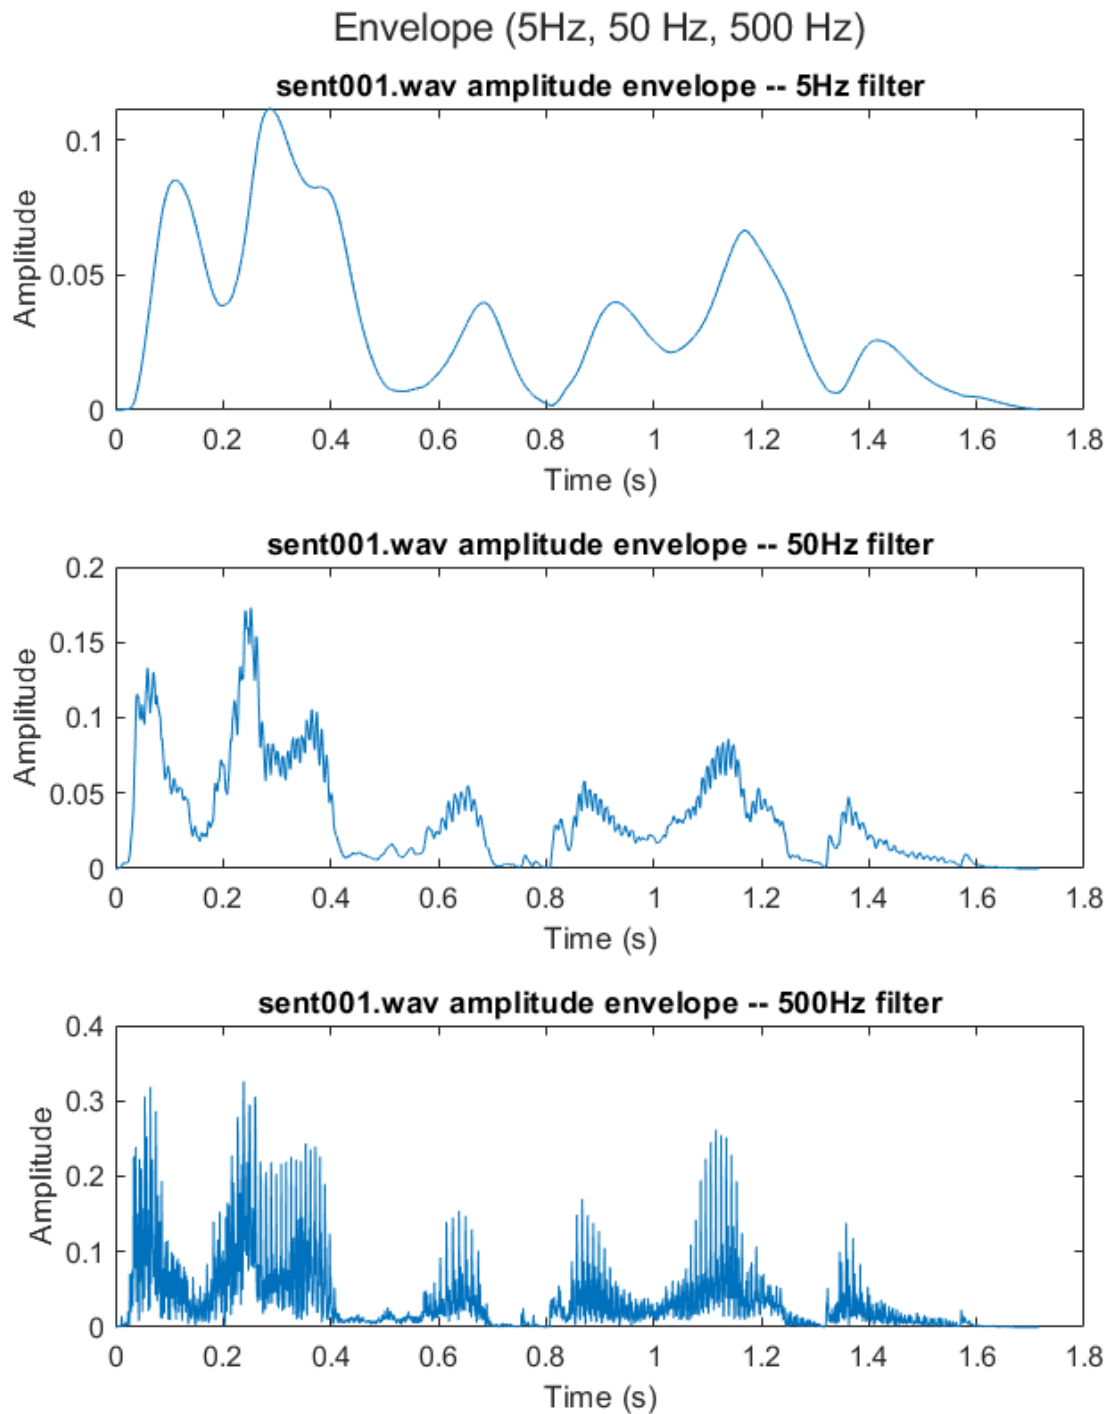 Envelope (5Hz, 50 Hz, 500 Hz)
sent001.wav amplitude envelope -- 5Hz filter
Amplitude
0.1
0.05
0
0 0.2 0.4 0.6 0.8 1 1.2 1.4 1.6 1.8
Time (s)
sent001.wav amplitude envelope -- 50Hz filter
Amplitude
0.2
0.15
0.1
0.05
0
0 0.2 0.4 0.6 0.8 1 1.2 1.4 1.6 1.8
Time (s)
sent001.wav amplitude envelope -- 500Hz filter
Amplitude
0.4
0.3
0.2
0.1
0
0 0.2 0.4 0.6 0.8 1 1.2 1.4 1.6 1.8
Time (s)